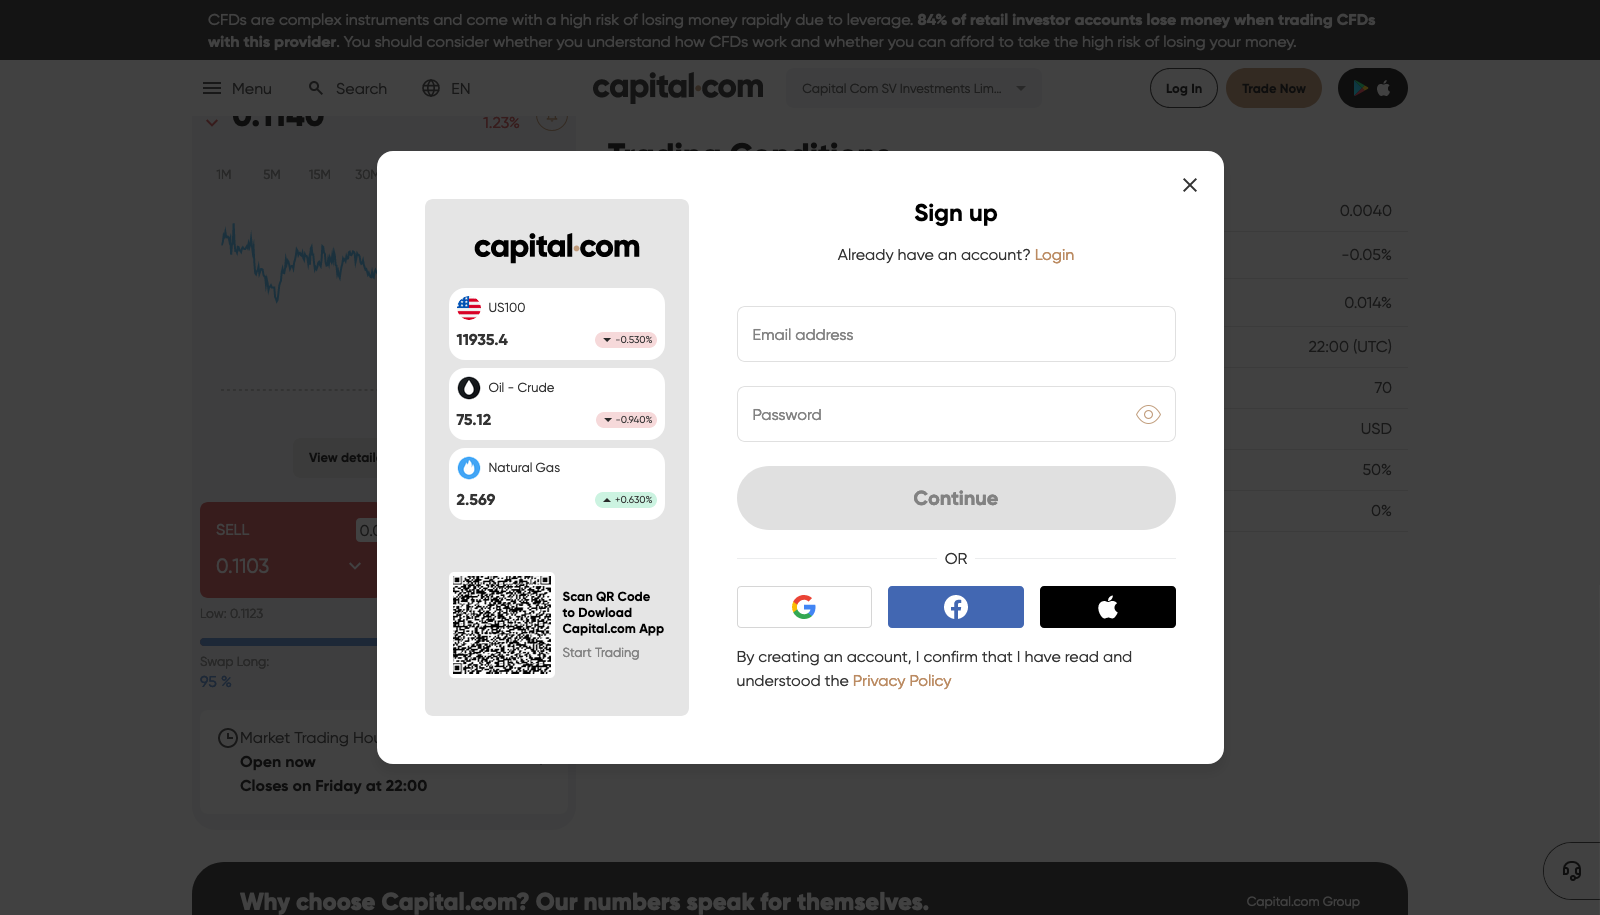 CFDs are complex instruments and come with a high risk of losing money rapidly due to leverage. 84% of retail investor accounts lose money when trading CFDs
with this provider. You should consider whether you understand how CFDs work and whether you can afford to take the high risk of losing your money.
Menu
Search
EN
capital.com
Capital Com SV Investments Lim...
Log In
Trade Now
0.1140
1.23%
Trading Conditions
1M
5M
15M
30M
0.0040
-0.05%
0.014%
22:00 (UTC)
70
USD
50%
0%
View details
SELL
0.1103
Low: 0.1123
Swap Long:
95 %
Market Trading Hou
Open now
Closes on Friday at 22:00
capital.com
US100
11935.4
-0.530%
Oil - Crude
75.12
-0.940%
Natural Gas
2.569
+0.630%
Scan QR Code
to Dowload
Capital.com App
Start Trading
Sign up
Already have an account? Login
Email address
Password
Continue
OR
By creating an account, I confirm that I have read and
understood the Privacy Policy
Why choose Capital.com? Our numbers speak for themselves.
Capital.com Group